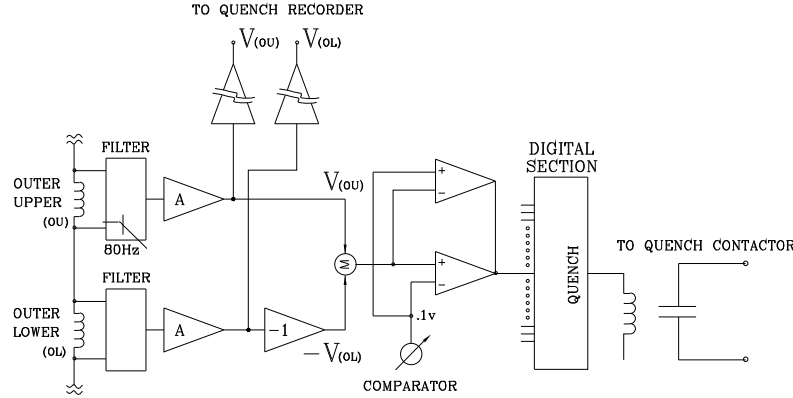 TO QUENCH RECORDER
V(OU) V(OL)
FILTER
OUTER
UPPER
(OU)
A
80Hz
V(OU)
DIGITAL
SECTION
+
−
FILTER
OUTER
LOWER
(OL)
A
−1
−V(OL)
M
+
−
.1v
COMPARATOR
QUENCH
TO QUENCH CONTACTOR